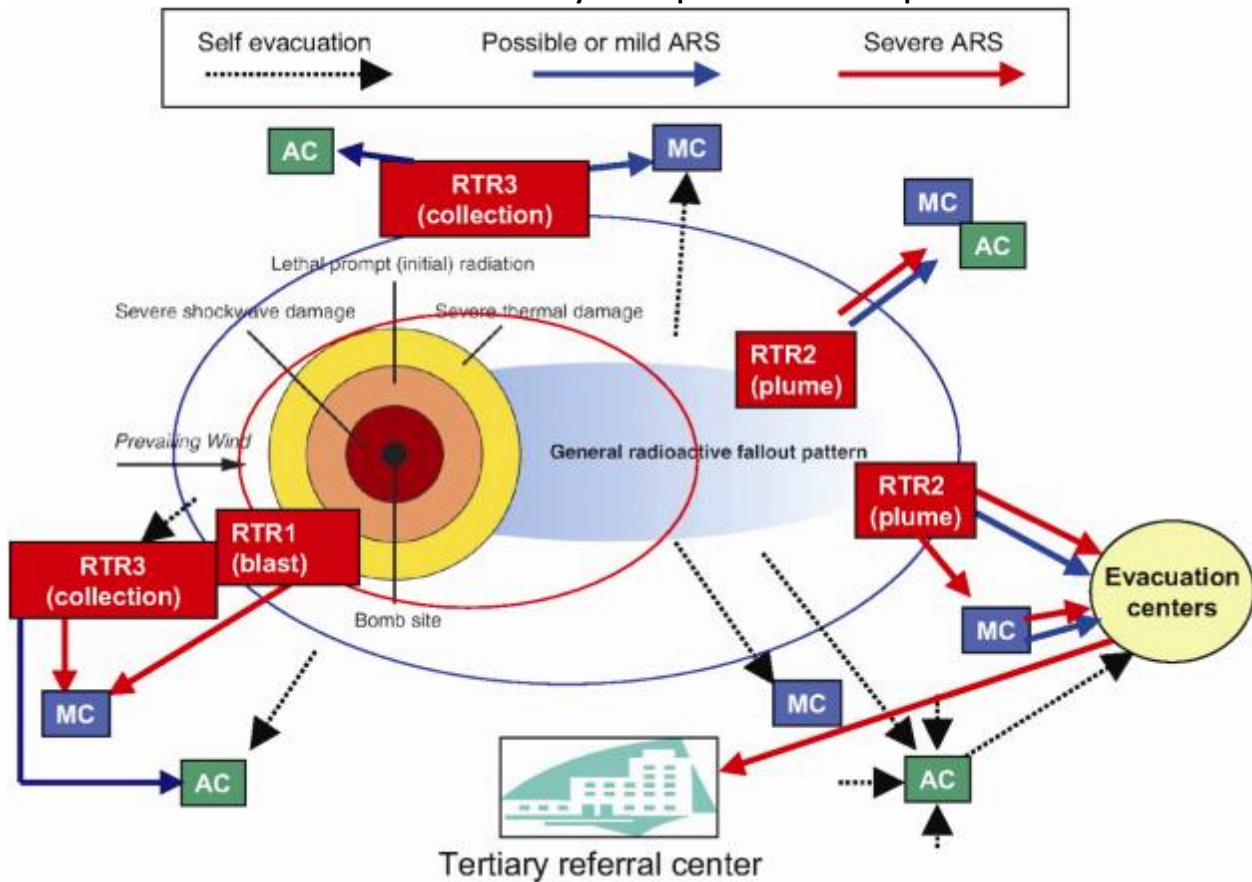 Self evacuation
Possible or mild ARS
Severe ARS
AC
MC
RTR3
(collection)
MC
AC
Lethal prompt (initial) radiation
Severe shockwave damage
Severe thermal damage
RTR2
(plume)
Prevailing Wind
General radioactive fallout pattern
RTR2
(plume)
RTR1
(blast)
RTR3
(collection)
Evacuation
centers
Bomb site
MC
MC
MC
AC
AC
Tertiary referral center